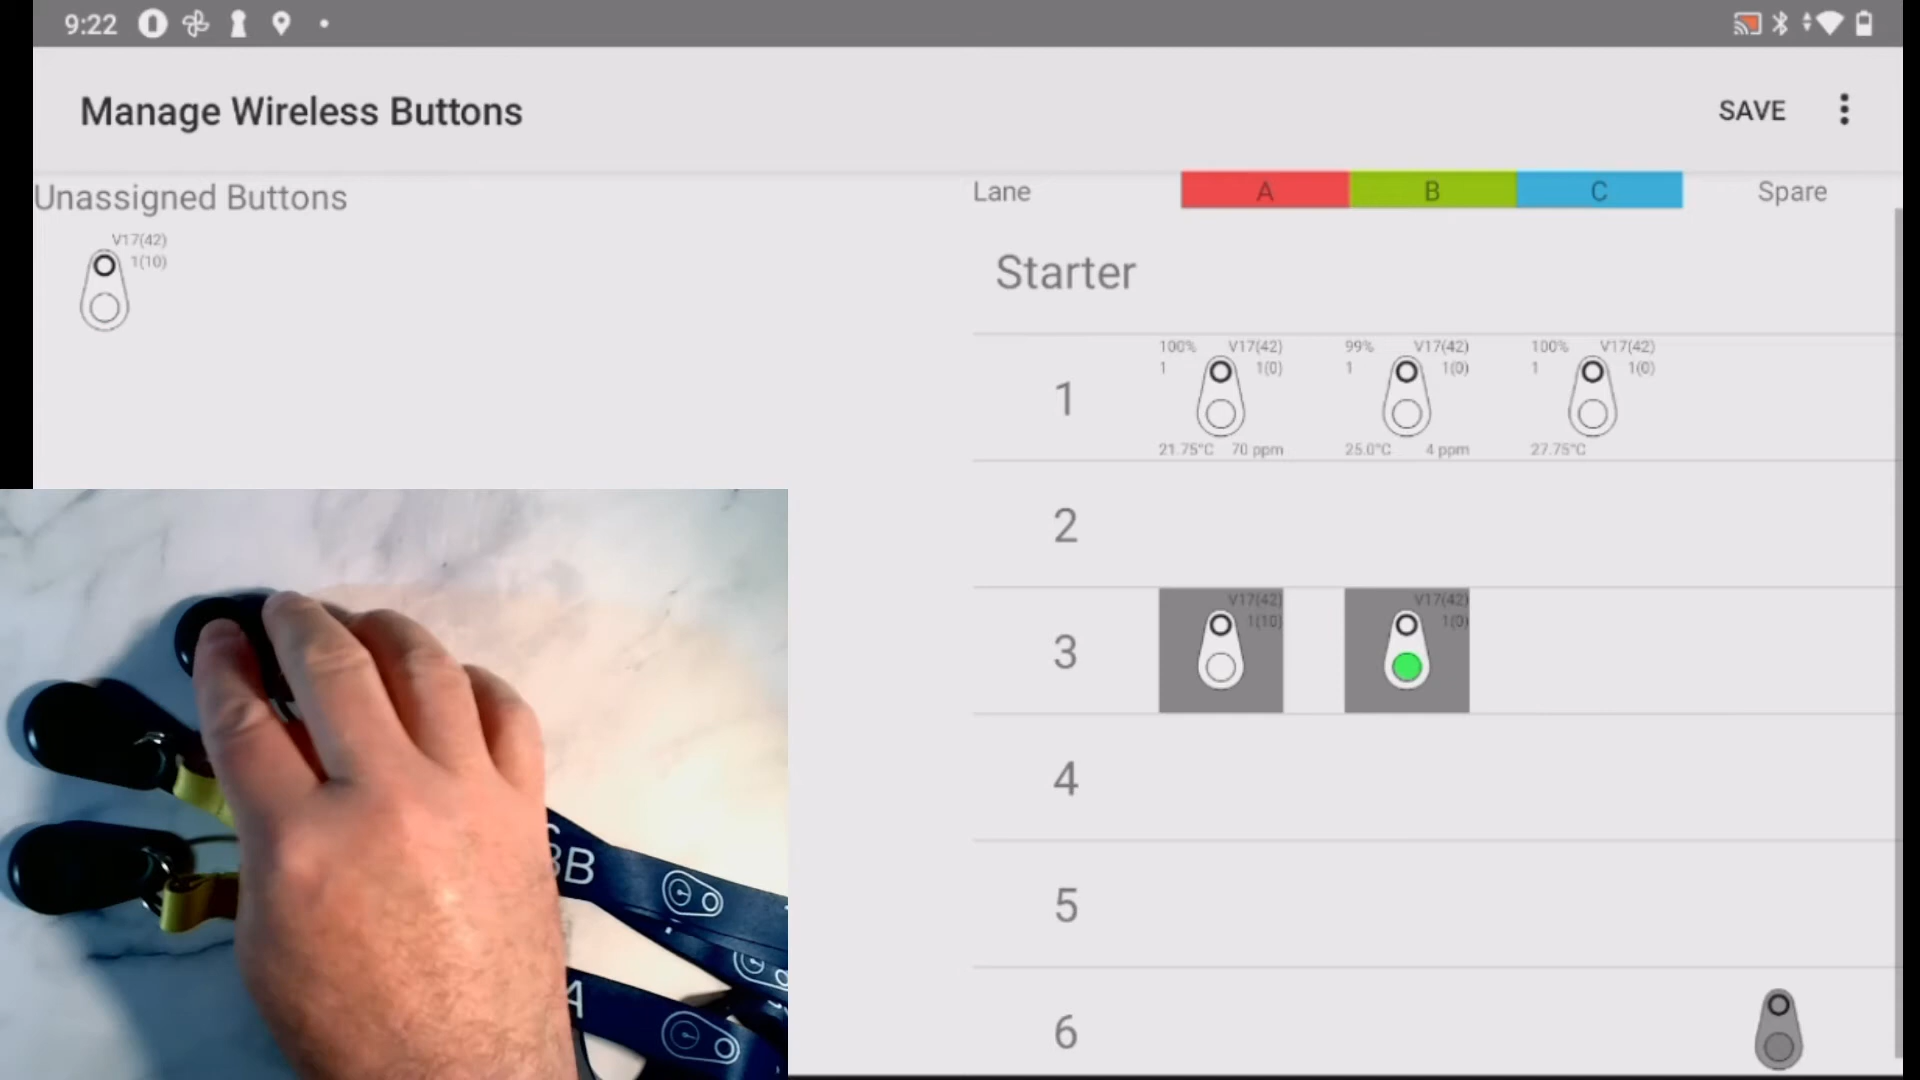 9:22
Manage Wireless Buttons
SAVE
Unassigned Buttons
V17(42)
1(10)
Lane
A
B
C
Spare
Starter
1
100% V17(42)
1 1(0)
21.75°C 70 ppm
99% V17(42)
1 1(0)
25.0°C 4 ppm
100% V17(42)
1 1(0)
27.75°C
2
3
V17(42)
1(10)
V17(42)
1(0)
4
5
6
3B
A